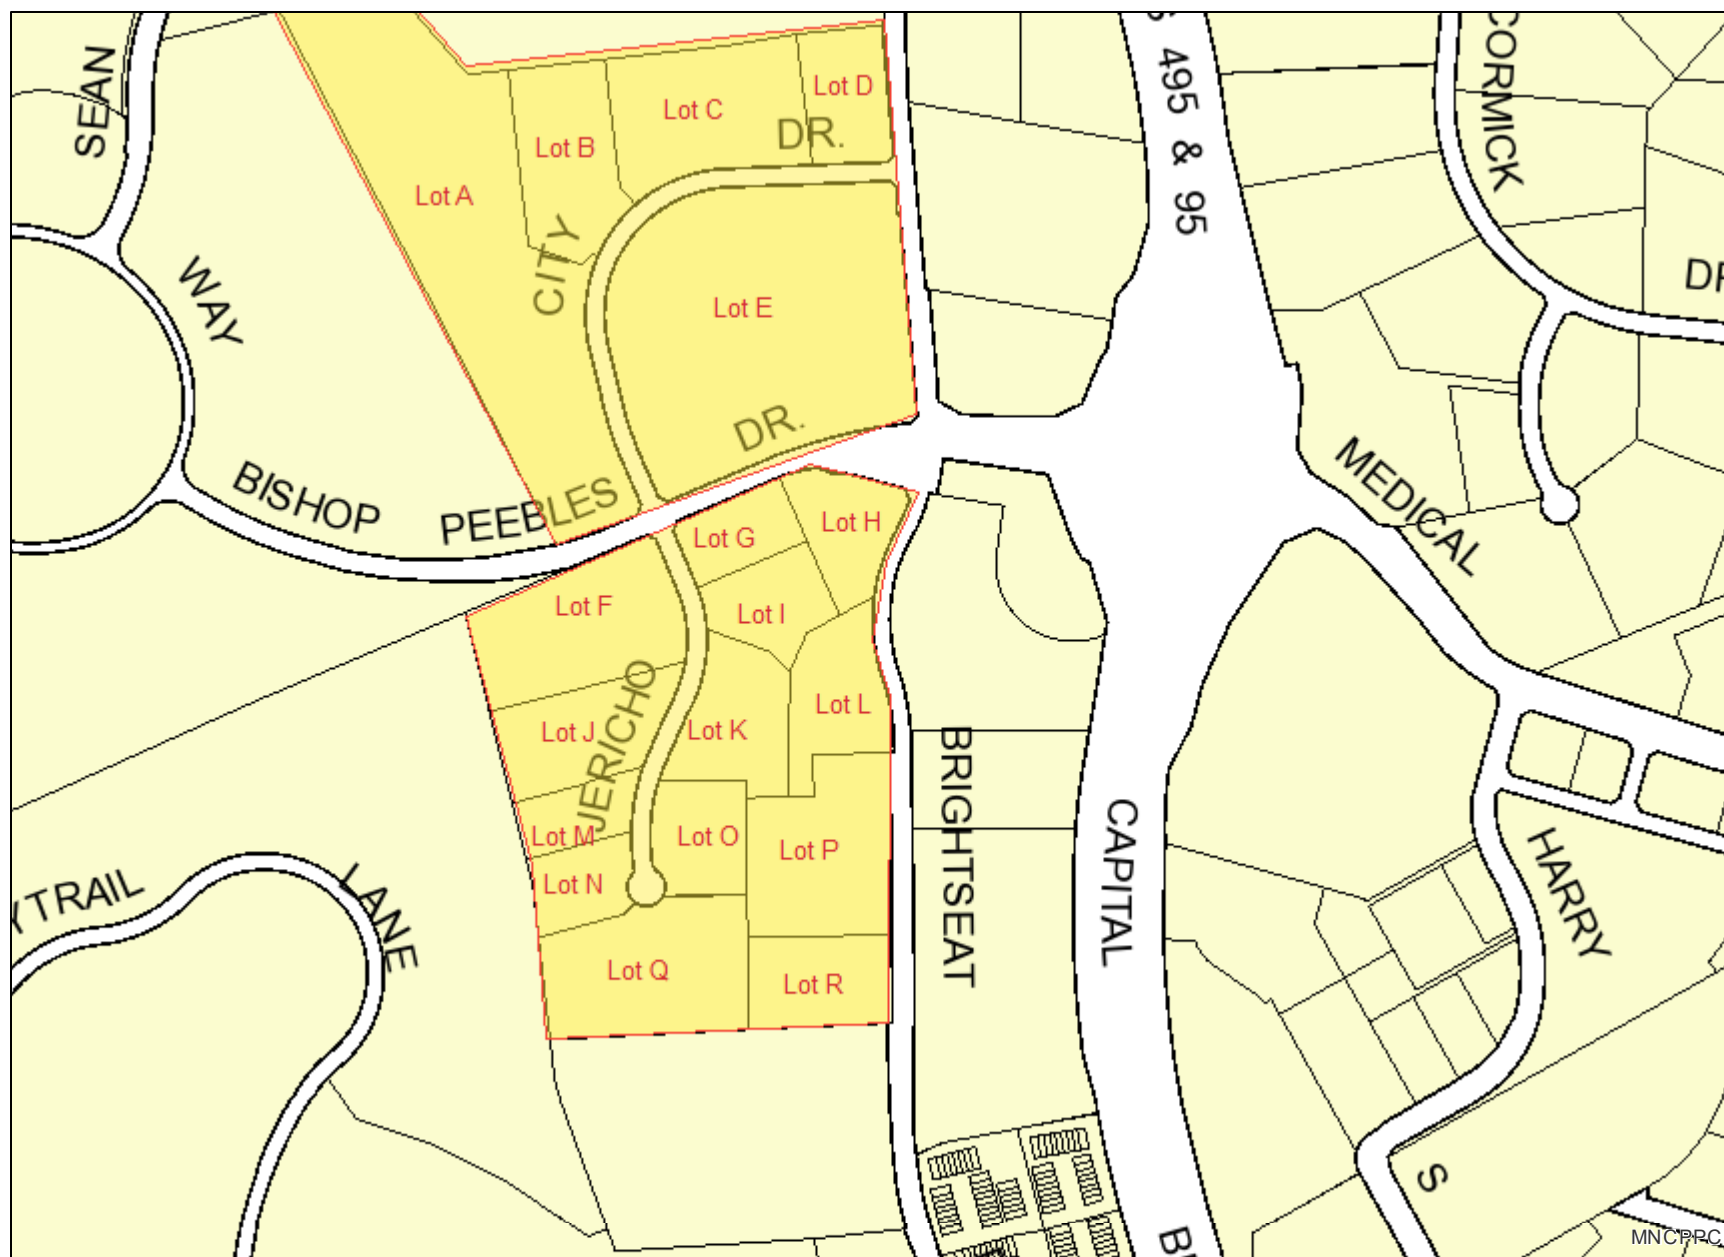 SEAN
WAY
BISHOP
PEEBLES
DR.
CITY
DR.
Lot A
Lot B
Lot C
Lot D
Lot E
495 & 95
CORMICK
MEDICAL
Lot F
Lot G
Lot H
Lot I
Lot J
Lot K
Lot L
Lot M
Lot N
Lot O
Lot P
Lot Q
Lot R
JERICHO
TRAIL
LANE
BRIGHTSEAT
CAPITAL
HARRY
S
MNCPPC